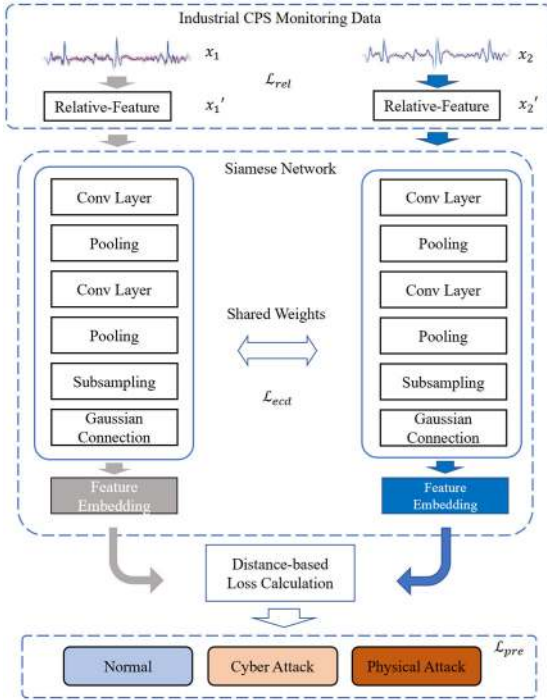 Industrial CPS Monitoring Data
x₁
x₂
ℒrel
Relative-Feature
x₁′
Relative-Feature
x₂′
Siamese Network
Conv Layer
Pooling
Conv Layer
Pooling
Subsampling
Gaussian
Connection
Shared Weights
ℒecd
Conv Layer
Pooling
Conv Layer
Pooling
Subsampling
Gaussian
Connection
Feature
Embedding
Feature
Embedding
Distance-based
Loss Calculation
ℒpre
Normal
Cyber Attack
Physical Attack